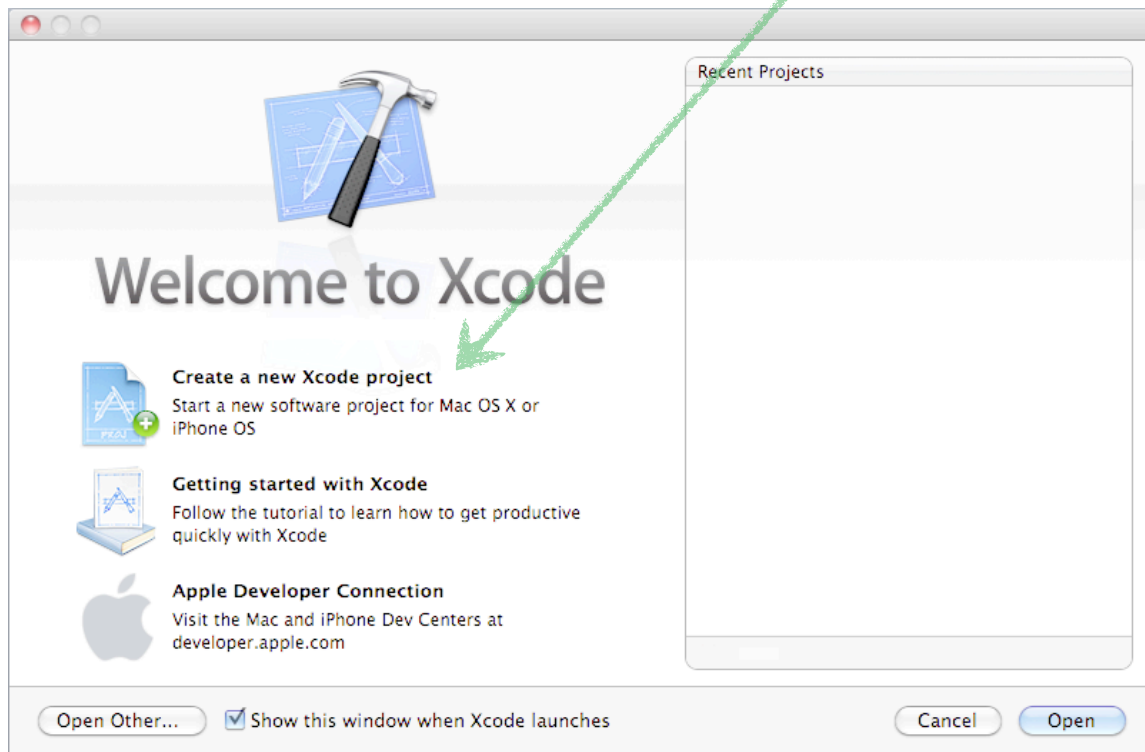 Recent Projects
Welcome to Xcode
Create a new Xcode project
Start a new software project for Mac OS X or
iPhone OS
PROJ
Getting started with Xcode
Follow the tutorial to learn how to get productive
quickly with Xcode
Apple Developer Connection
Visit the Mac and iPhone Dev Centers at
developer.apple.com
Open Other...
Show this window when Xcode launches
Cancel
Open